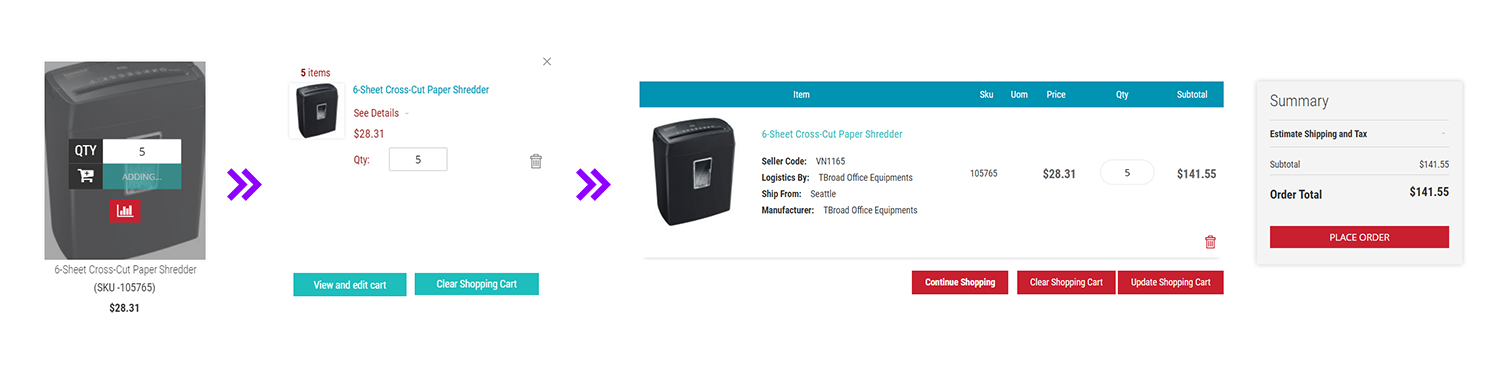 QTY 5
ADDING...
6-Sheet Cross-Cut Paper Shredder
(SKU -105765)
$28.31
5 items
6-Sheet Cross-Cut Paper Shredder
See Details
$28.31
Qty: 5
View and edit cart Clear Shopping Cart
Item Sku Uom Price Qty Subtotal
6-Sheet Cross-Cut Paper Shredder
Seller Code: VN1165
Logistics By: TBroad Office Equipments
Ship From: Seattle
Manufacturer: TBroad Office Equipments
105765 $28.31 5 $141.55
Continue Shopping Clear Shopping Cart Update Shopping Cart
Summary
Estimate Shipping and Tax
Subtotal $141.55
Order Total $141.55
PLACE ORDER